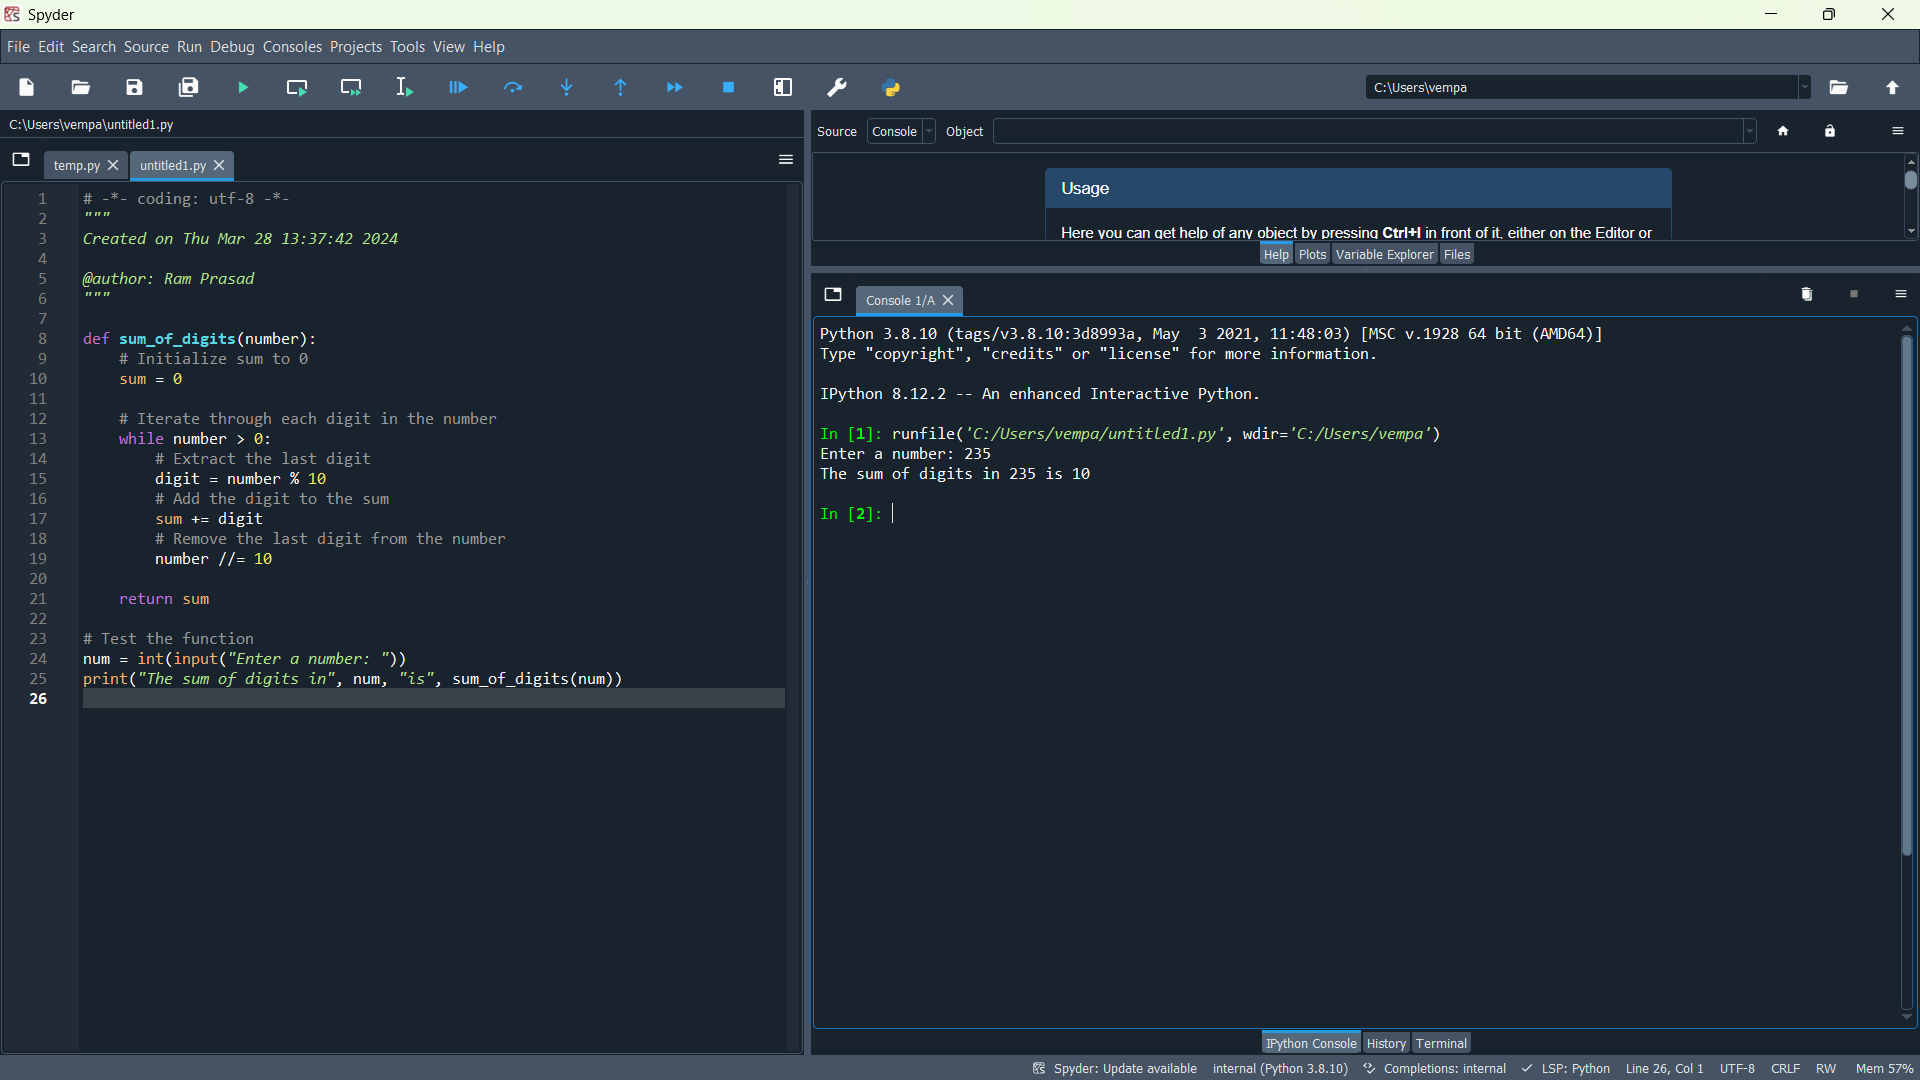 Spyder
File Edit Search Source Run Debug Consoles Projects Tools View Help
C:\Users\vempa
C:\Users\vempa\untitled1.py
temp.py untitled1.py
1 # -*- coding: utf-8 -*-
2 """
3 Created on Thu Mar 28 13:37:42 2024
4
5 @author: Ram Prasad
6 """
7
8 def sum_of_digits(number):
9 # Initialize sum to 0
10 sum = 0
11
12 # Iterate through each digit in the number
13 while number > 0:
14 # Extract the last digit
15 digit = number % 10
16 # Add the digit to the sum
17 sum += digit
18 # Remove the last digit from the number
19 number //= 10
20
21 return sum
22
23 # Test the function
24 num = int(input("Enter a number: "))
25 print("The sum of digits in", num, "is", sum_of_digits(num))
26
Source Console Object
Usage
Here you can get help of any object by pressing Ctrl+I in front of it, either on the Editor or
Help Plots Variable Explorer Files
Console 1/A
Python 3.8.10 (tags/v3.8.10:3d8993a, May 3 2021, 11:48:03) [MSC v.1928 64 bit (AMD64)]
Type "copyright", "credits" or "license" for more information.
IPython 8.12.2 -- An enhanced Interactive Python.
In [1]: runfile('C:/Users/vempa/untitled1.py', wdir='C:/Users/vempa')
Enter a number: 235
The sum of digits in 235 is 10
In [2]:
IPython Console History Terminal
Spyder: Update available internal (Python 3.8.10) Completions: internal LSP: Python Line 26, Col 1 UTF-8 CRLF RW Mem 57%